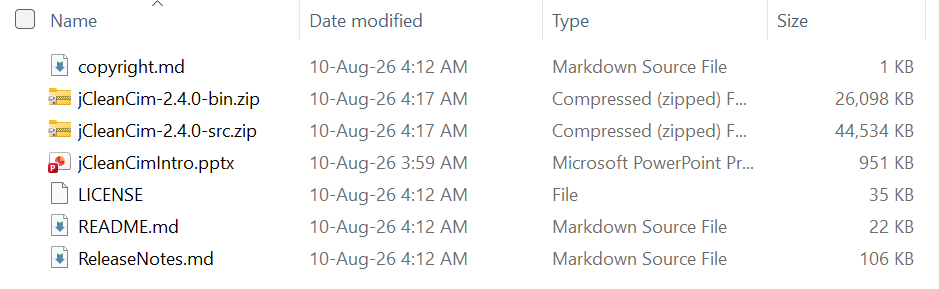 Name Date modified Type Size
copyright.md 10-Aug-26 4:12 AM Markdown Source File 1 KB
jCleanCim-2.4.0-bin.zip 10-Aug-26 4:17 AM Compressed (zipped) F... 26,098 KB
jCleanCim-2.4.0-src.zip 10-Aug-26 4:17 AM Compressed (zipped) F... 44,534 KB
jCleanCimIntro.pptx 10-Aug-26 3:59 AM Microsoft PowerPoint Pr... 951 KB
LICENSE 10-Aug-26 4:12 AM File 35 KB
README.md 10-Aug-26 4:12 AM Markdown Source File 22 KB
ReleaseNotes.md 10-Aug-26 4:12 AM Markdown Source File 106 KB